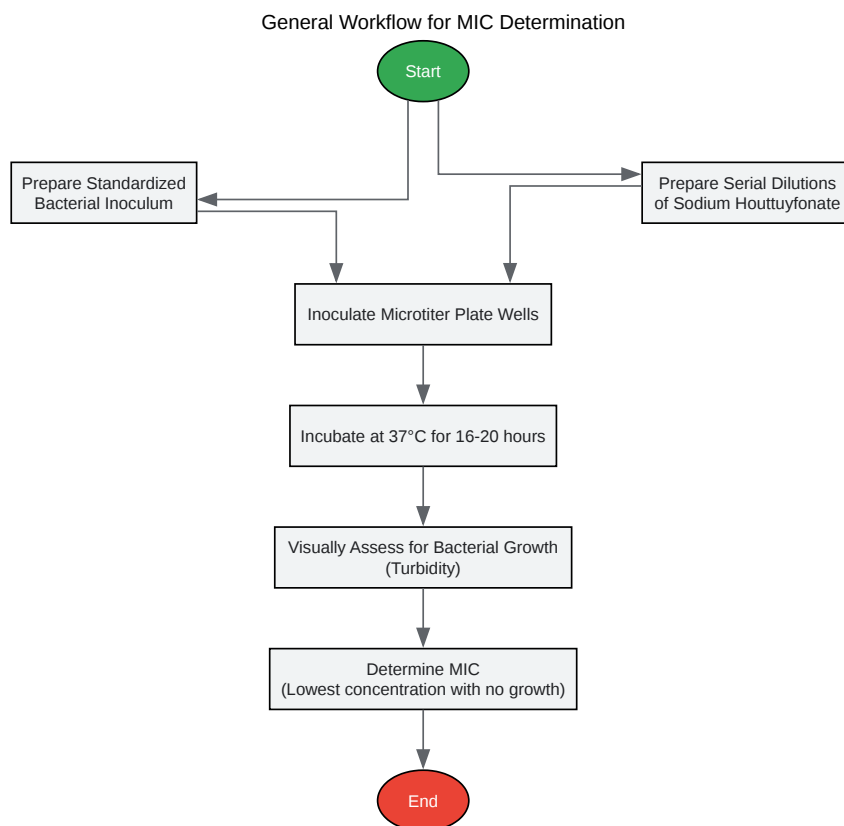 General Workflow for MIC Determination
Start
Prepare Standardized
Bacterial Inoculum
Prepare Serial Dilutions
of Sodium Houttuyfonate
Inoculate Microtiter Plate Wells
Incubate at 37°C for 16-20 hours
Visually Assess for Bacterial Growth
(Turbidity)
Determine MIC
(Lowest concentration with no growth)
End